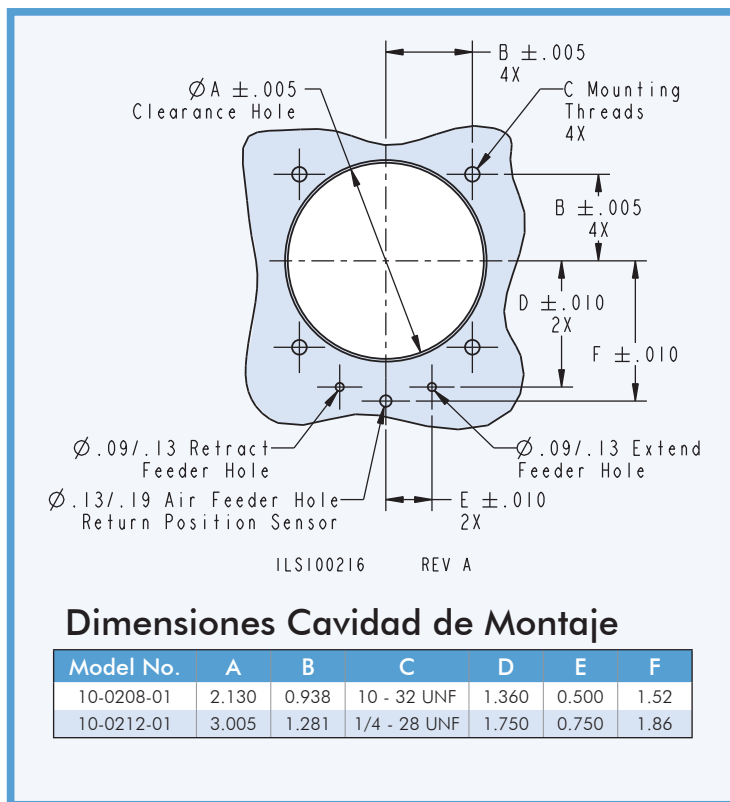 B ±.005
4X
ØA ±.005
Clearance Hole
C Mounting
Threads
4X
B ±.005
4X
D ±.010
2X
F ±.010
Ø.09/.13 Retract
Feeder Hole
Ø.09/.13 Extend
Feeder Hole
Ø.13/.19 Air Feeder Hole
Return Position Sensor
E ±.010
2X
ILS100216 REV A
Dimensiones Cavidad de Montaje
Model No. A B C D E F
10-0208-01 2.130 0.938 10 - 32 UNF 1.360 0.500 1.52
10-0212-01 3.005 1.281 1/4 - 28 UNF 1.750 0.750 1.86